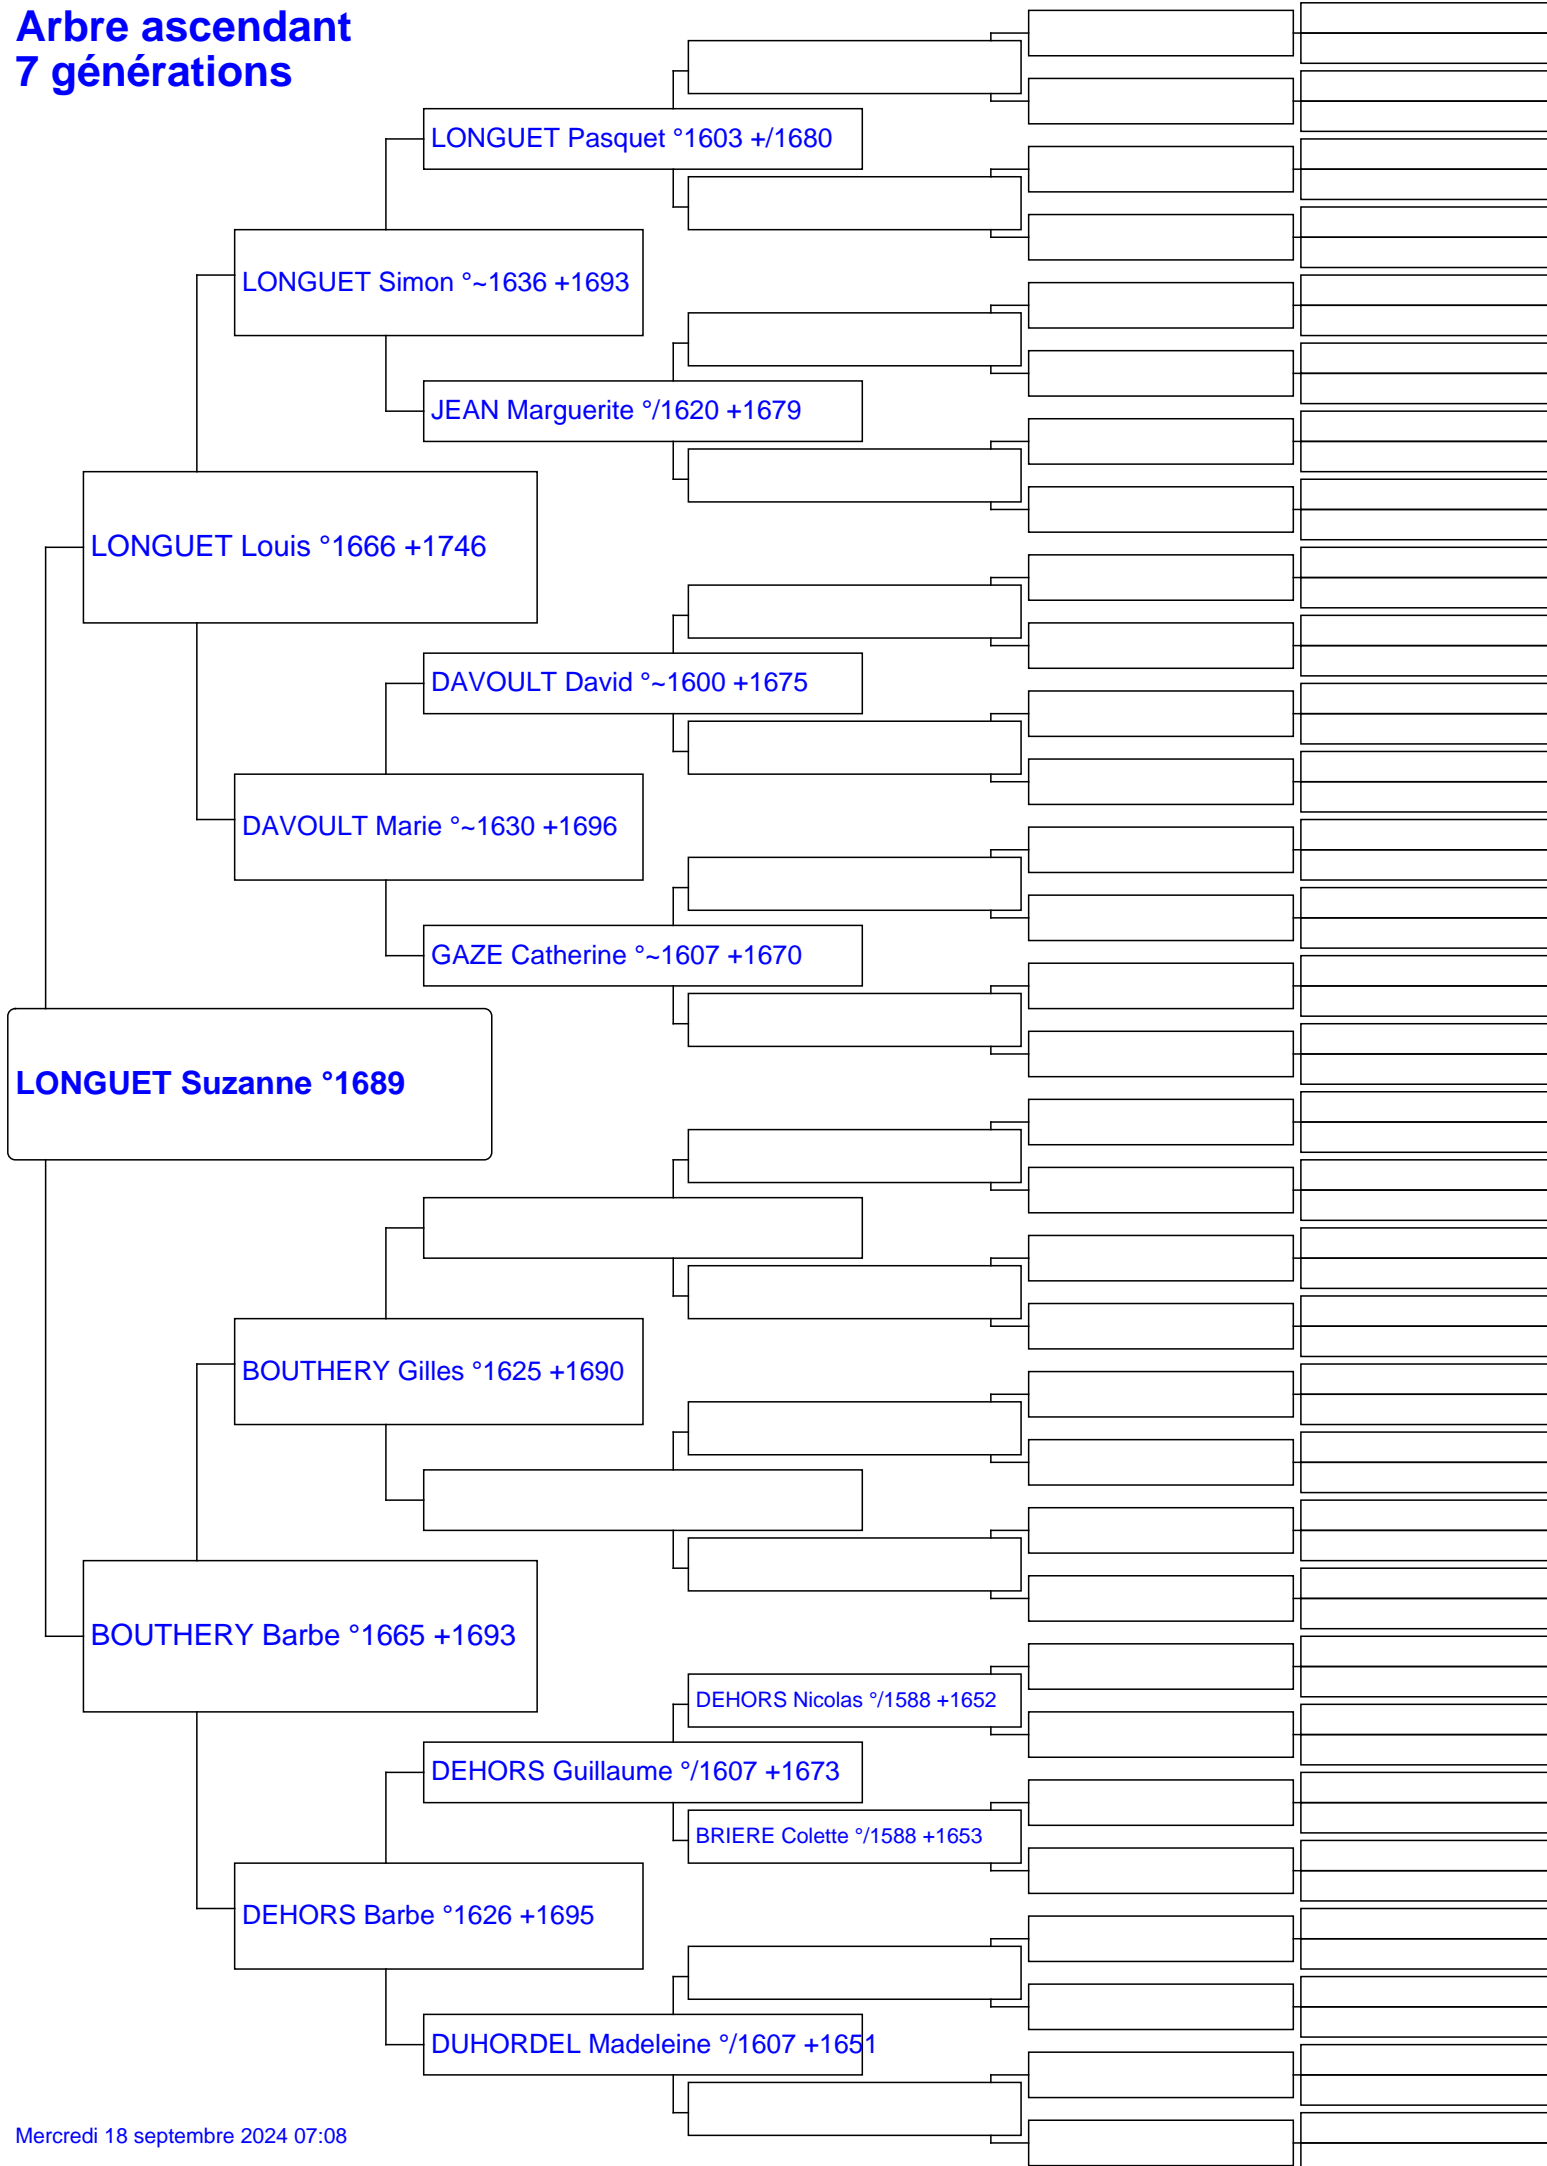 Arbre ascendant
7 générations
LONGUET Pasquet °1603 +/1680
LONGUET Simon °~1636 +1693
JEAN Marguerite °/1620 +1679
LONGUET Louis °1666 +1746
DAVOULT David °~1600 +1675
DAVOULT Marie °~1630 +1696
GAZE Catherine °~1607 +1670
LONGUET Suzanne °1689
BOUTHERY Gilles °1625 +1690
BOUTHERY Barbe °1665 +1693
DEHORS Nicolas °/1588 +1652
DEHORS Guillaume °/1607 +1673
BRIERE Colette °/1588 +1653
DEHORS Barbe °1626 +1695
DUHORDEL Madeleine °/1607 +1651
Mercredi 18 septembre 2024 07:08